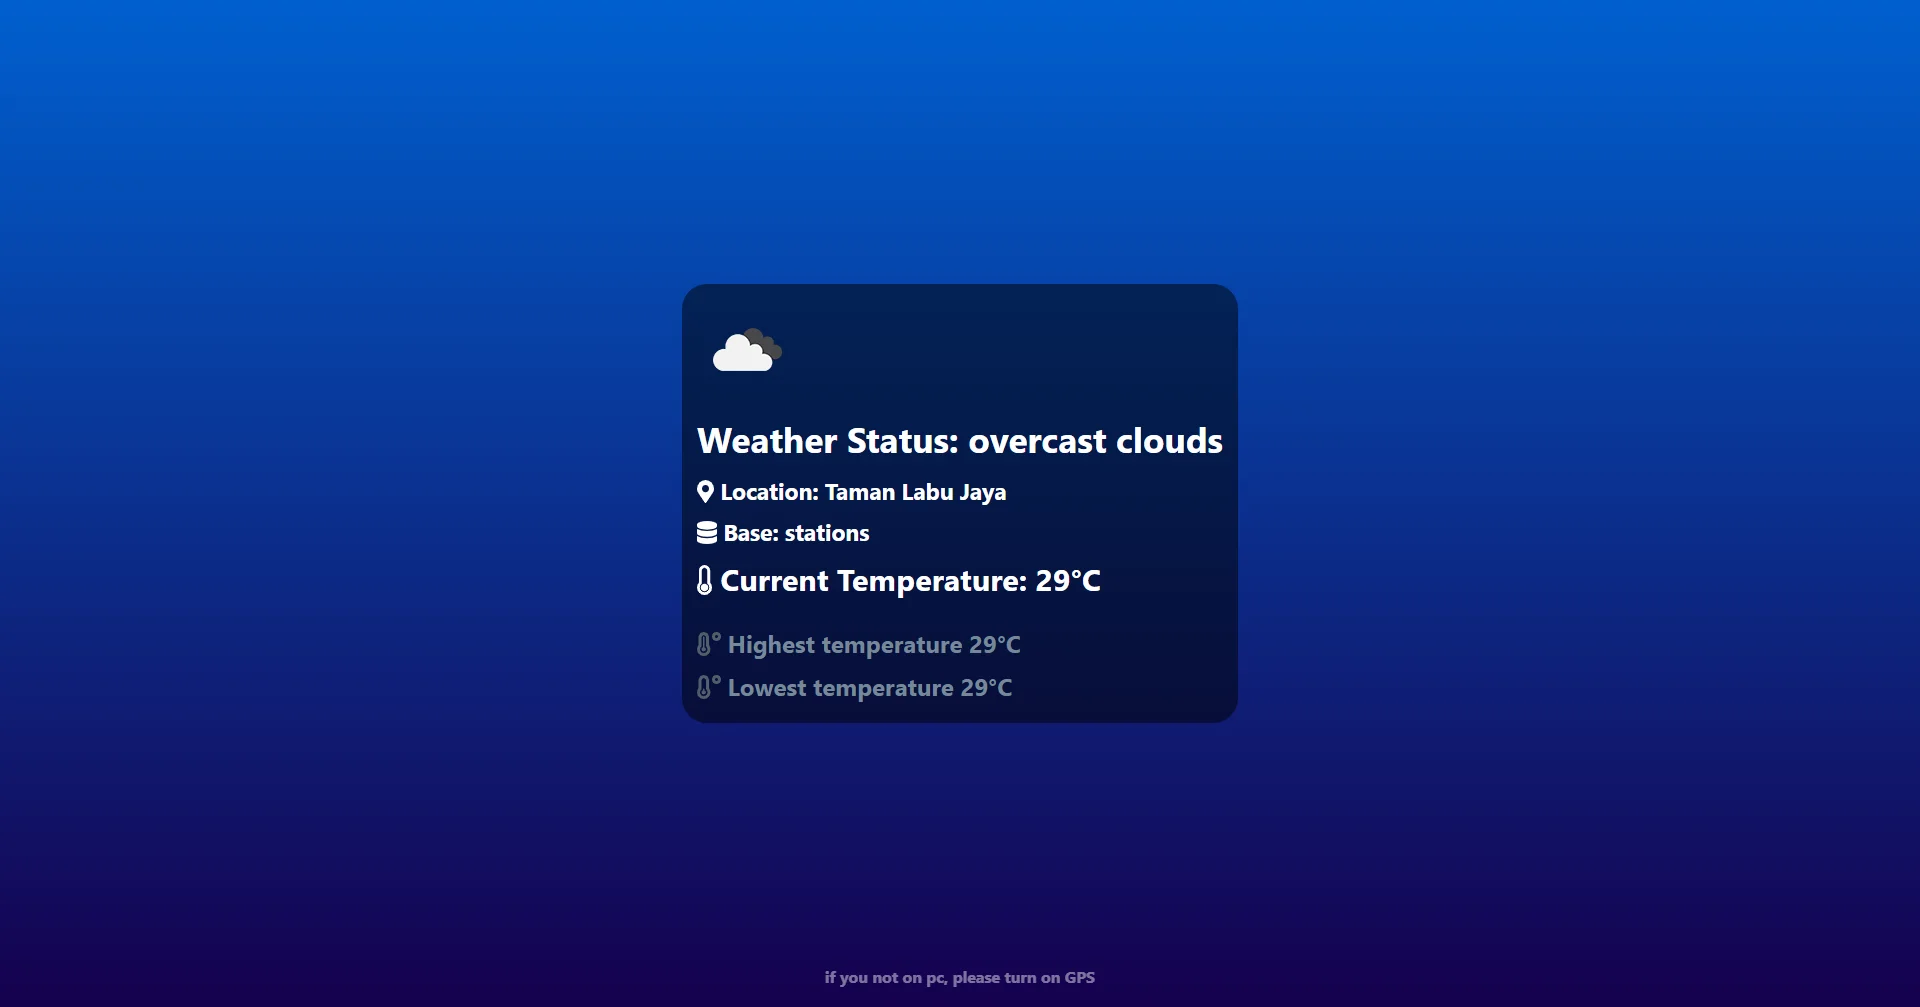 Weather Status: overcast clouds
Location: Taman Labu Jaya
Base: stations
Current Temperature: 29°C
Highest temperature 29°C
Lowest temperature 29°C
if you not on pc, please turn on GPS